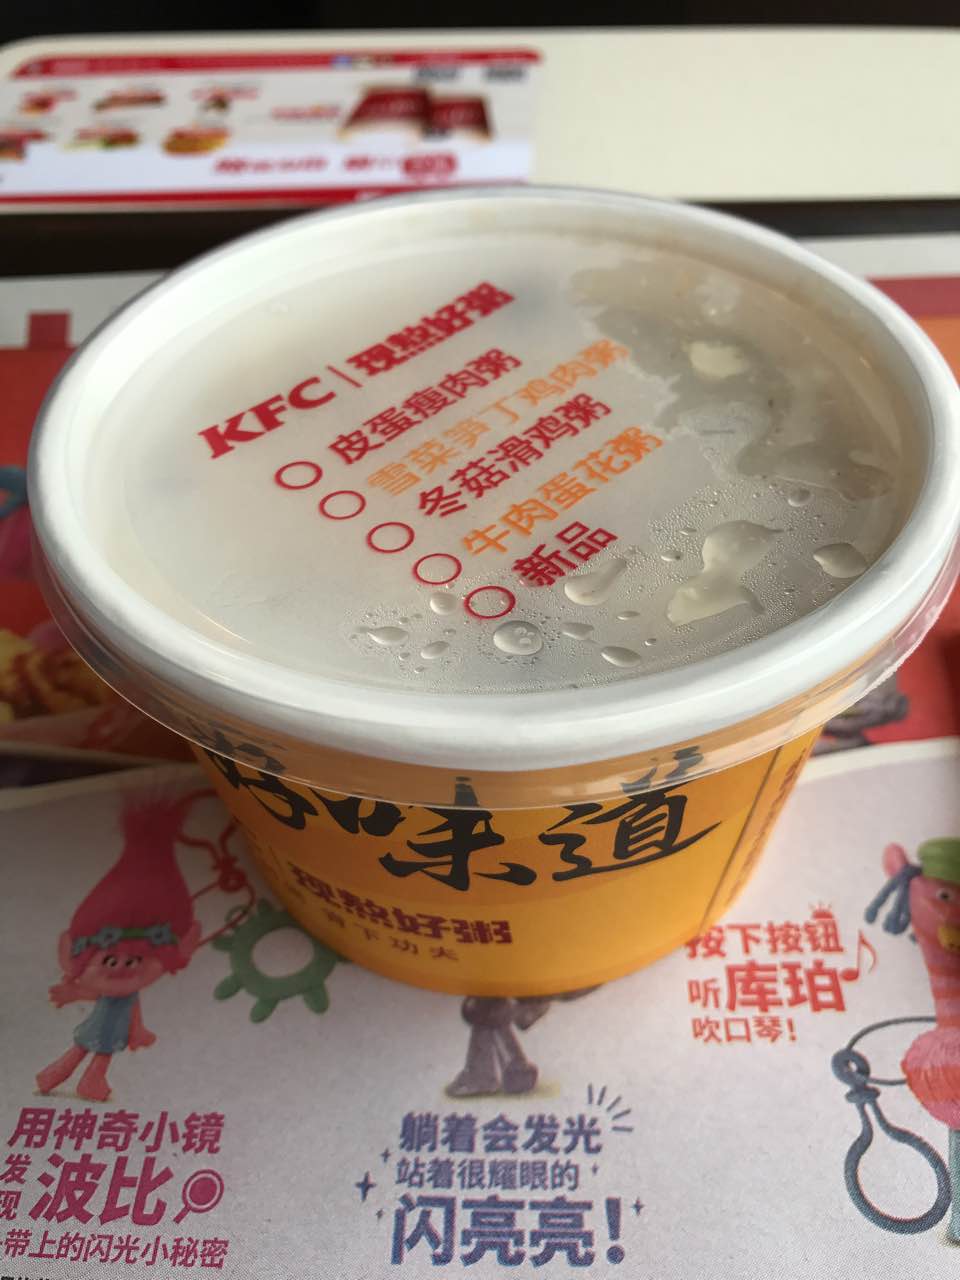 KFC | 现熬好粥
皮蛋瘦肉粥
雪菜笋丁鸡肉粥
冬菇滑鸡粥
牛肉蛋花粥
新品
好味道
现熬好粥
下功夫
按下按钮
听库珀
吹口琴!
用神奇小镜
发现波比
带上的闪光小秘密
躺着会发光
站着很耀眼的
闪亮亮!